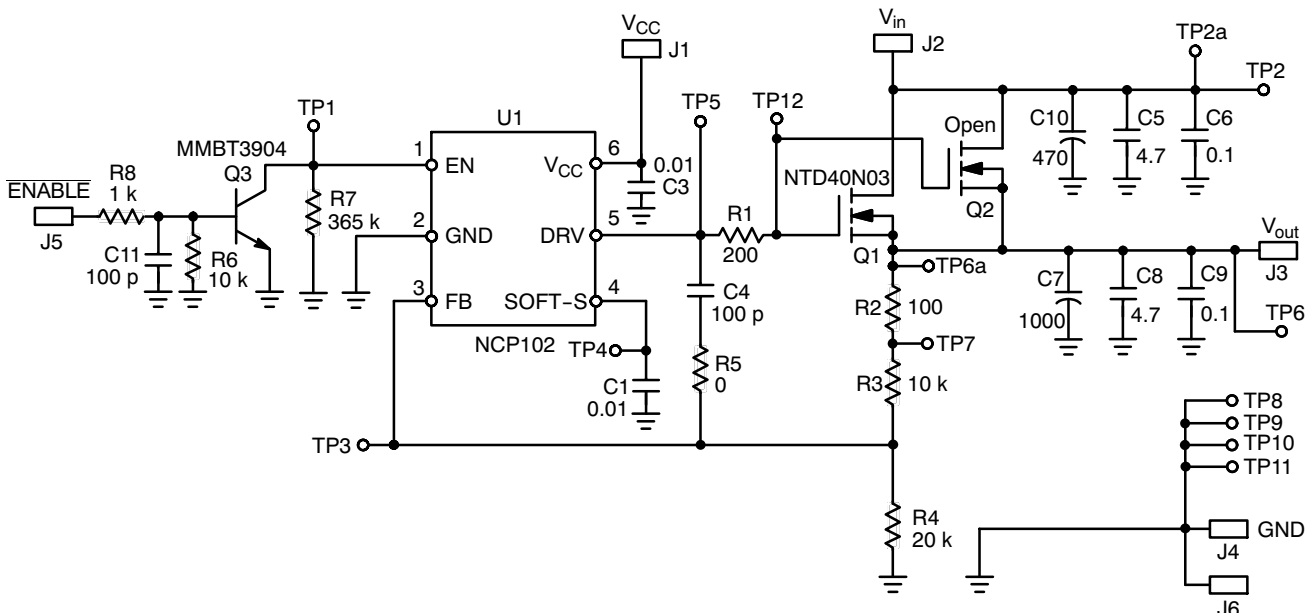 V_CC
J1
V_in
J2
TP2a
TP2
TP1
U1
TP5
TP12
MMBT3904
Q3
R8
1 k
ENABLE
J5
C11
100 p
R6
10 k
R7
365 k
1
EN
2
GND
3
FB
V_CC
6
DRV
5
SOFT-S
4
NCP102
0.01
C3
R1
200
NTD40N03
Q1
Open
Q2
C10
470
C5
4.7
C6
0.1
V_out
J3
TP6a
C7
1000
C8
4.7
C9
0.1
TP6
C4
100 p
R2
100
TP7
TP4
C1
0.01
R5
0
R3
10 k
TP3
R4
20 k
TP8
TP9
TP10
TP11
GND
J4
J6